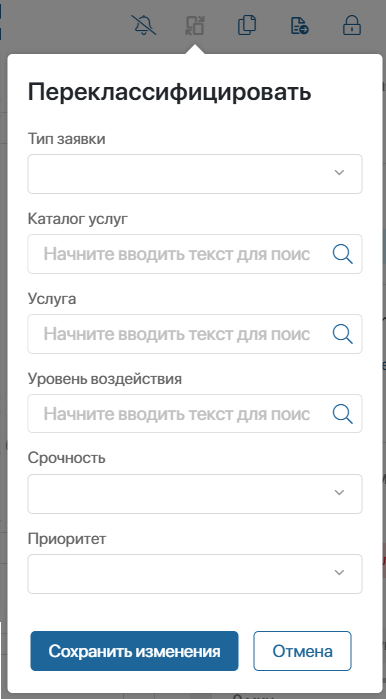 Переклассифицировать
Тип заявки
Каталог услуг
Начните вводить текст для поис
Услуга
Начните вводить текст для поис
Уровень воздействия
Начните вводить текст для поис
Срочность
Приоритет
Сохранить изменения
Отмена